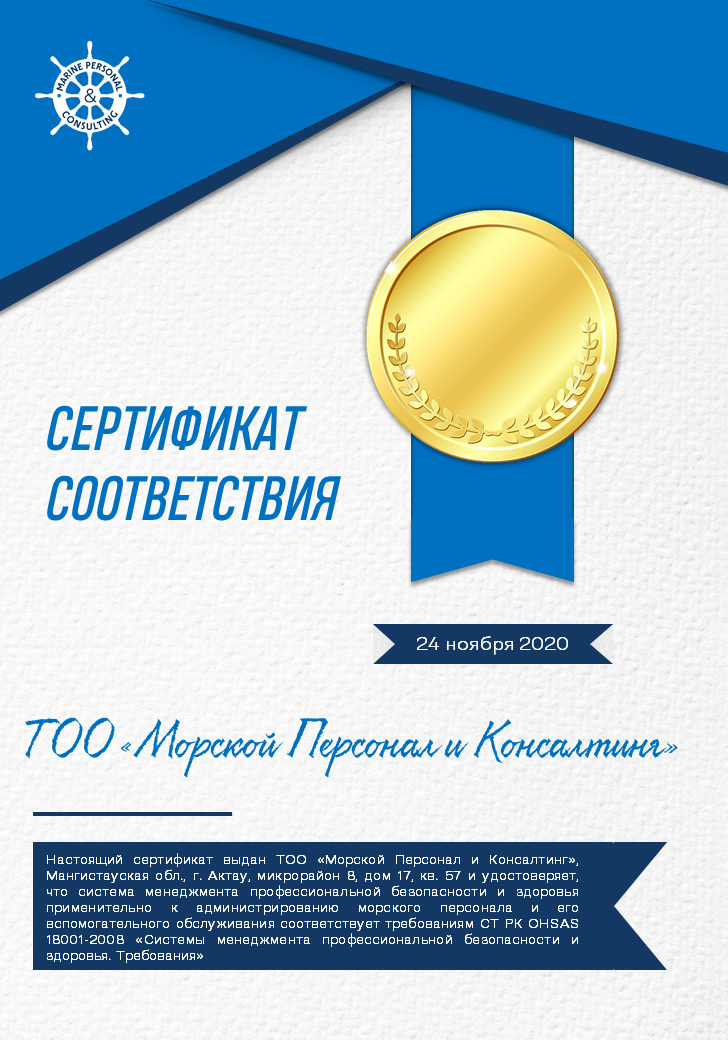 MARINE PERSONAL
&
CONSULTING
СЕРТИФИКАТ
СООТВЕТСТВИЯ
24 ноября 2020
ТОО «Морской Персонал и Консалтинг»
Настоящий сертификат выдан ТОО «Морской Персонал и Консалтинг»,
Мангистауская обл., г. Актау, микрорайон 8, дом 17, кв. 57 и удостоверяет,
что система менеджмента профессиональной безопасности и здоровья
применительно к администрированию морского персонала и его
вспомогательного обслуживания соответствует требованиям СТ РК OHSAS
18001-2008 «Системы менеджмента профессиональной безопасности и
здоровья. Требования»